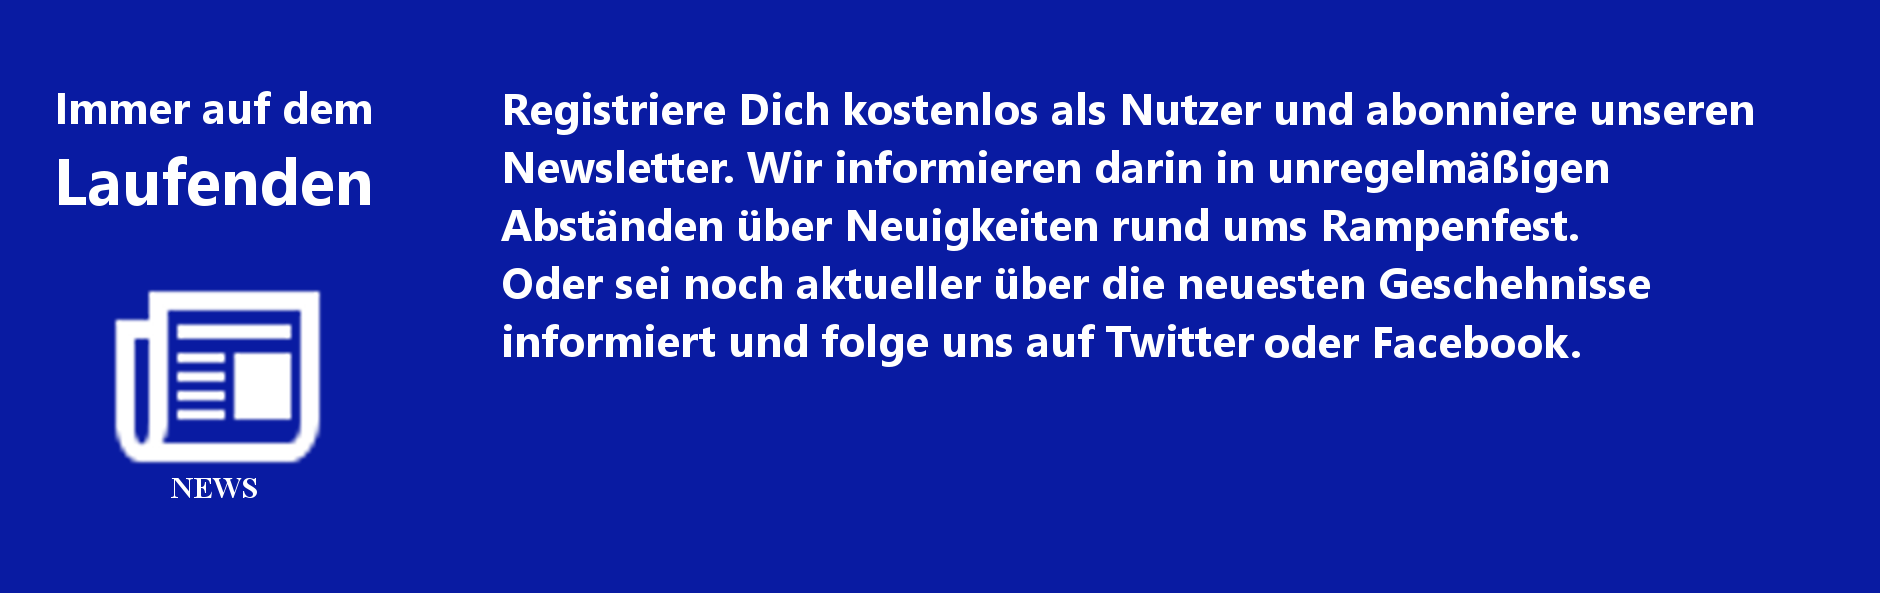 Immer auf dem
Laufenden
NEWS
Registriere Dich kostenlos als Nutzer und abonniere unseren
Newsletter. Wir informieren darin in unregelmäßigen
Abständen über Neuigkeiten rund ums Rampenfest.
Oder sei noch aktueller über die neuesten Geschehnisse
informiert und folge uns auf Twitter oder Facebook.